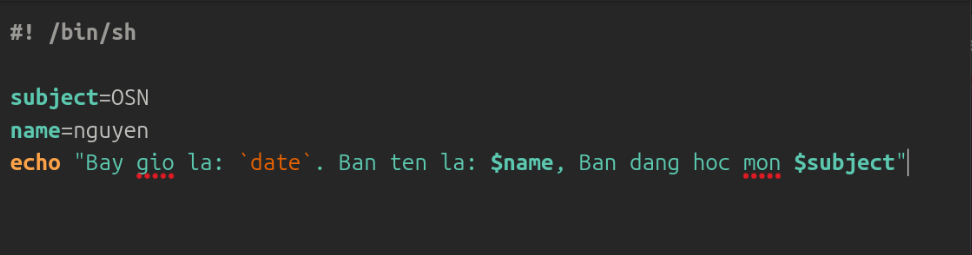 #! /bin/sh
subject=OSN
name=nguyen
echo "Bay gio la: `date`. Ban ten la: $name, Ban dang hoc mon $subject"